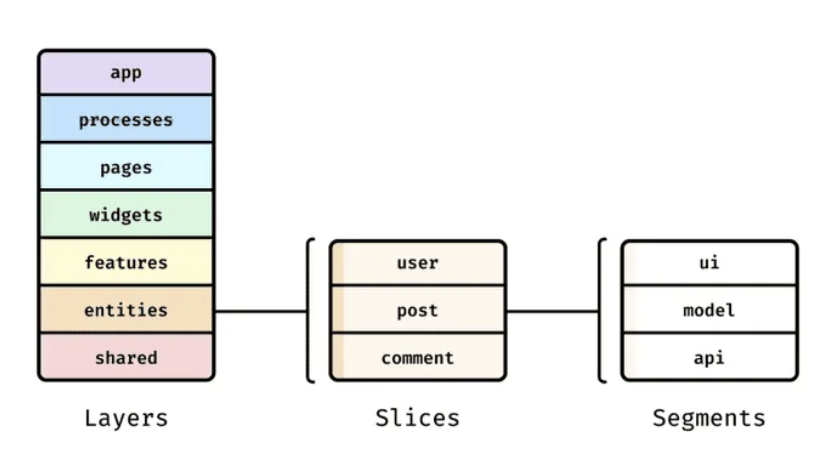 app
processes
pages
widgets
features
entities
shared
Layers
user
post
comment
Slices
ui
model
api
Segments